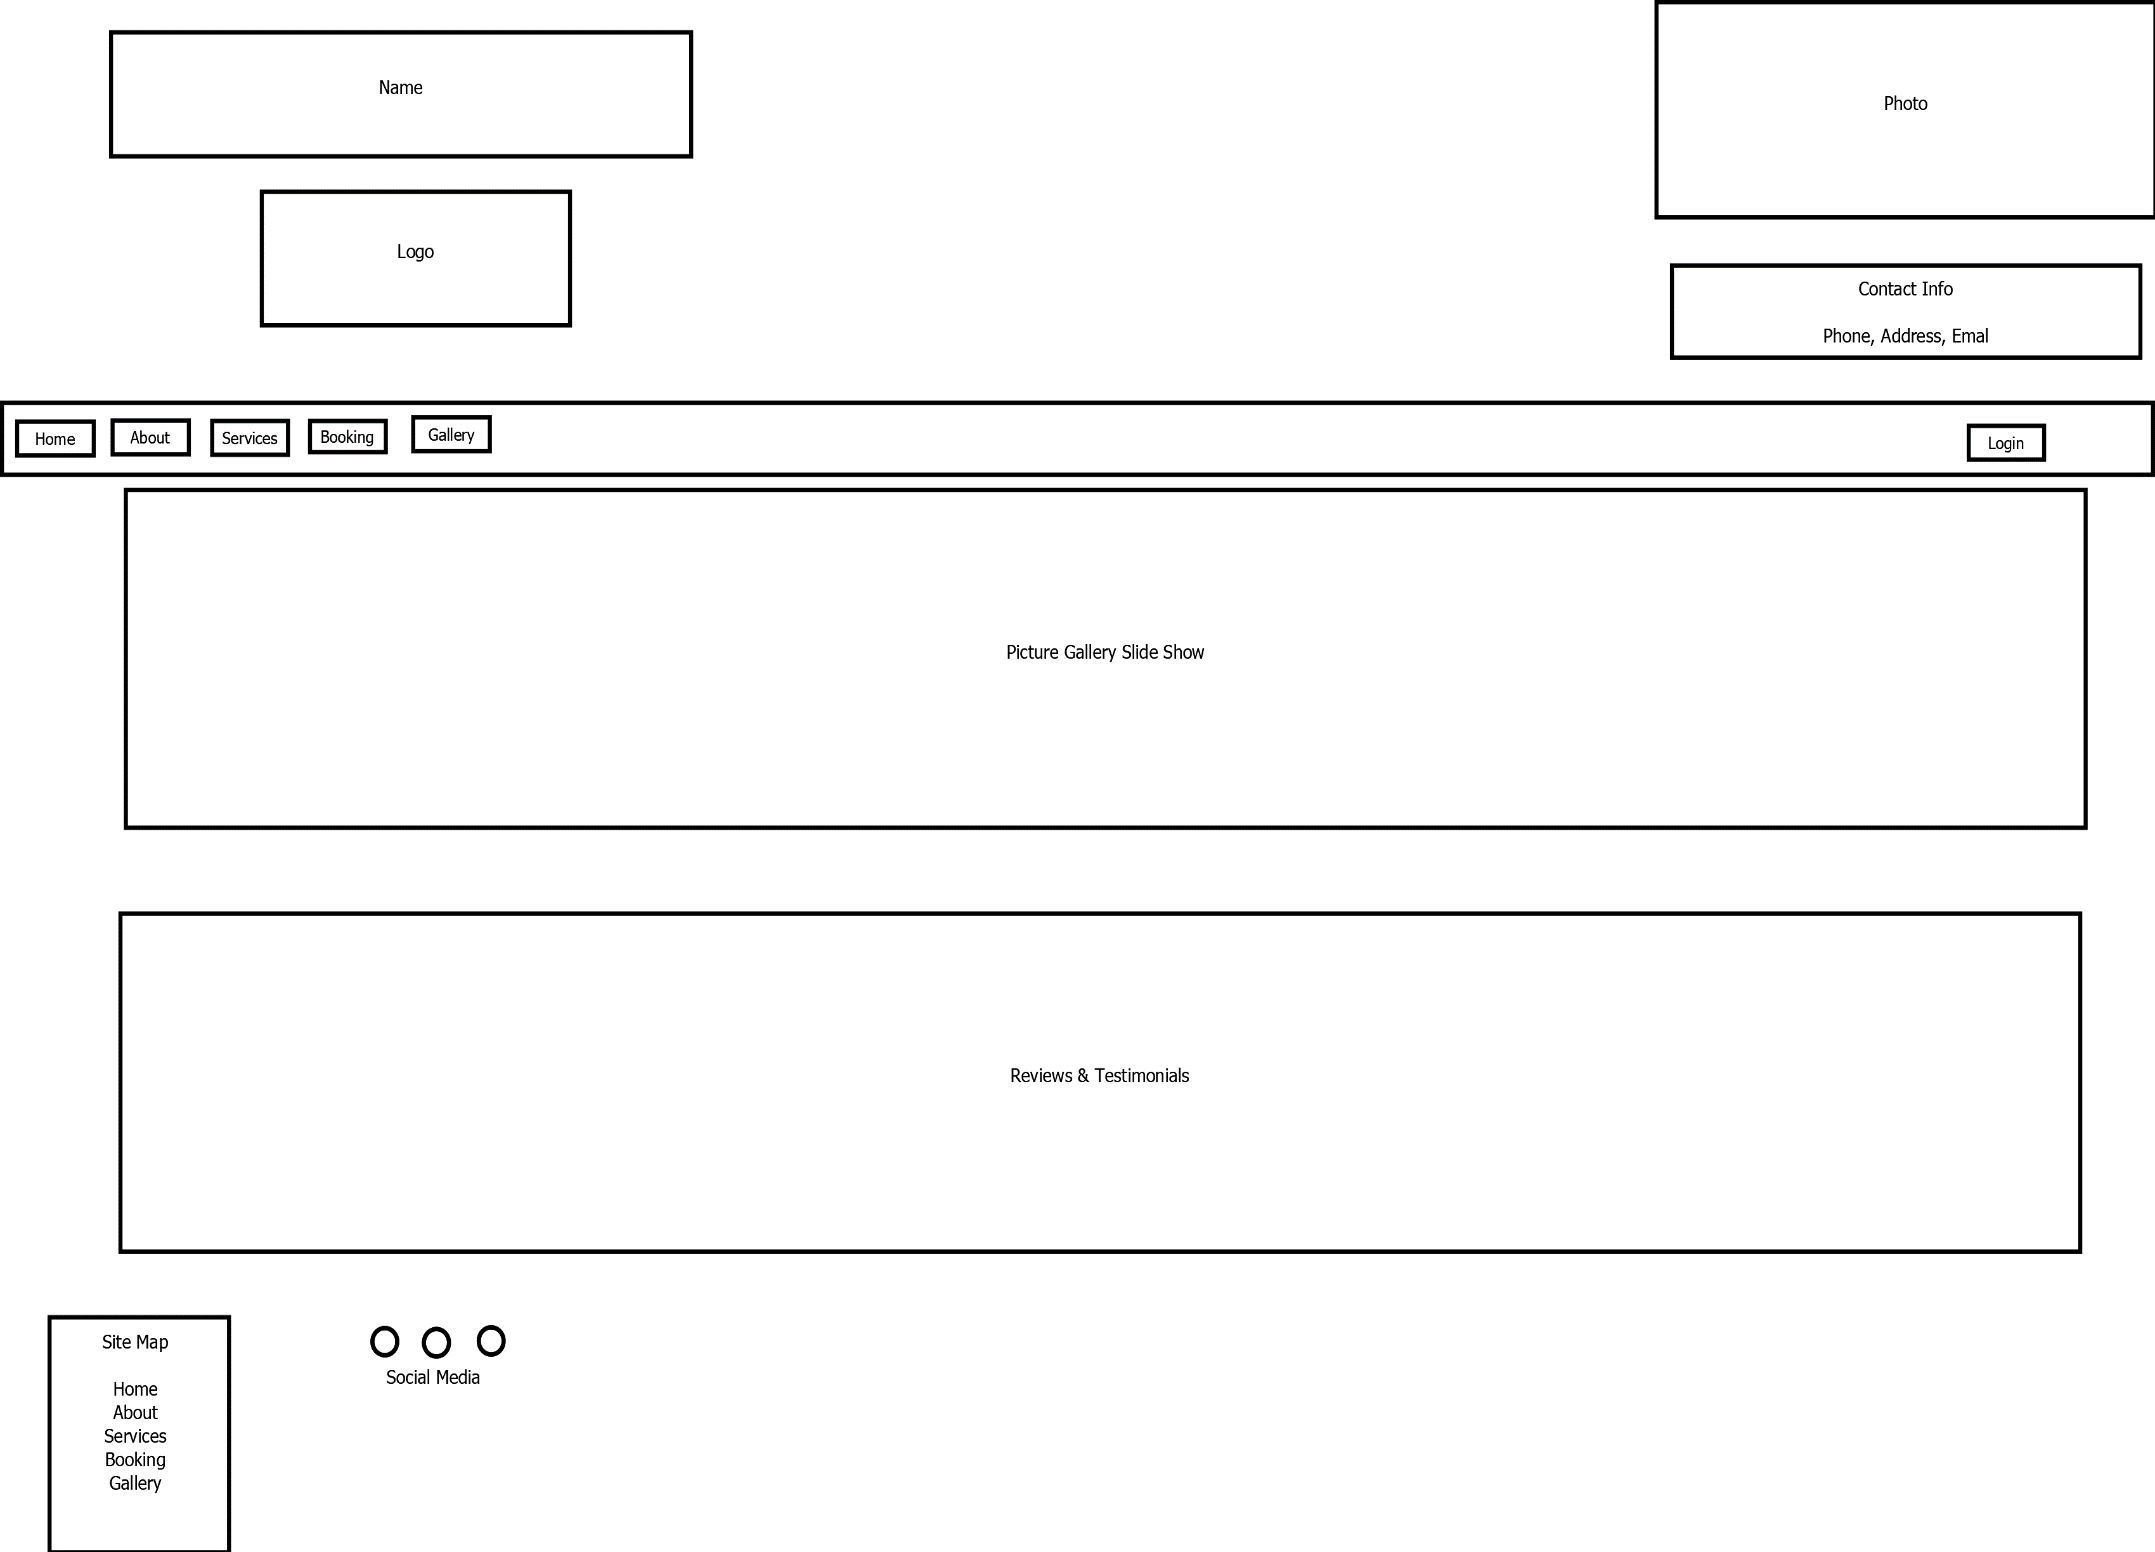 Name
Photo
Logo
Contact Info
Phone, Address, Emal
Home
About
Services
Booking
Gallery
Login
Picture Gallery Slide Show
Reviews & Testimonials
Site Map
Home
About
Services
Booking
Gallery
Social Media